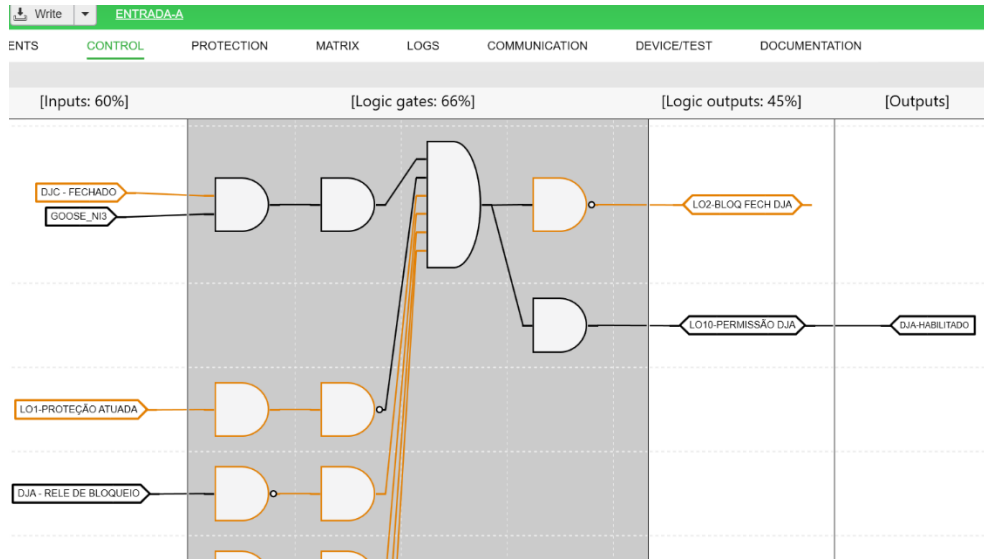 Write
ENTRADA-A
ENTS CONTROL PROTECTION MATRIX LOGS COMMUNICATION DEVICE/TEST DOCUMENTATION
[Inputs: 60%] [Logic gates: 66%] [Logic outputs: 45%] [Outputs]
DJC - FECHADO
GOOSE_NI3
LO2-BLOQ FECH DJA
LO10-PERMISSÃO DJA
DJA-HABILITADO
LO1-PROTEÇÃO ATUADA
DJA - RELE DE BLOQUEIO